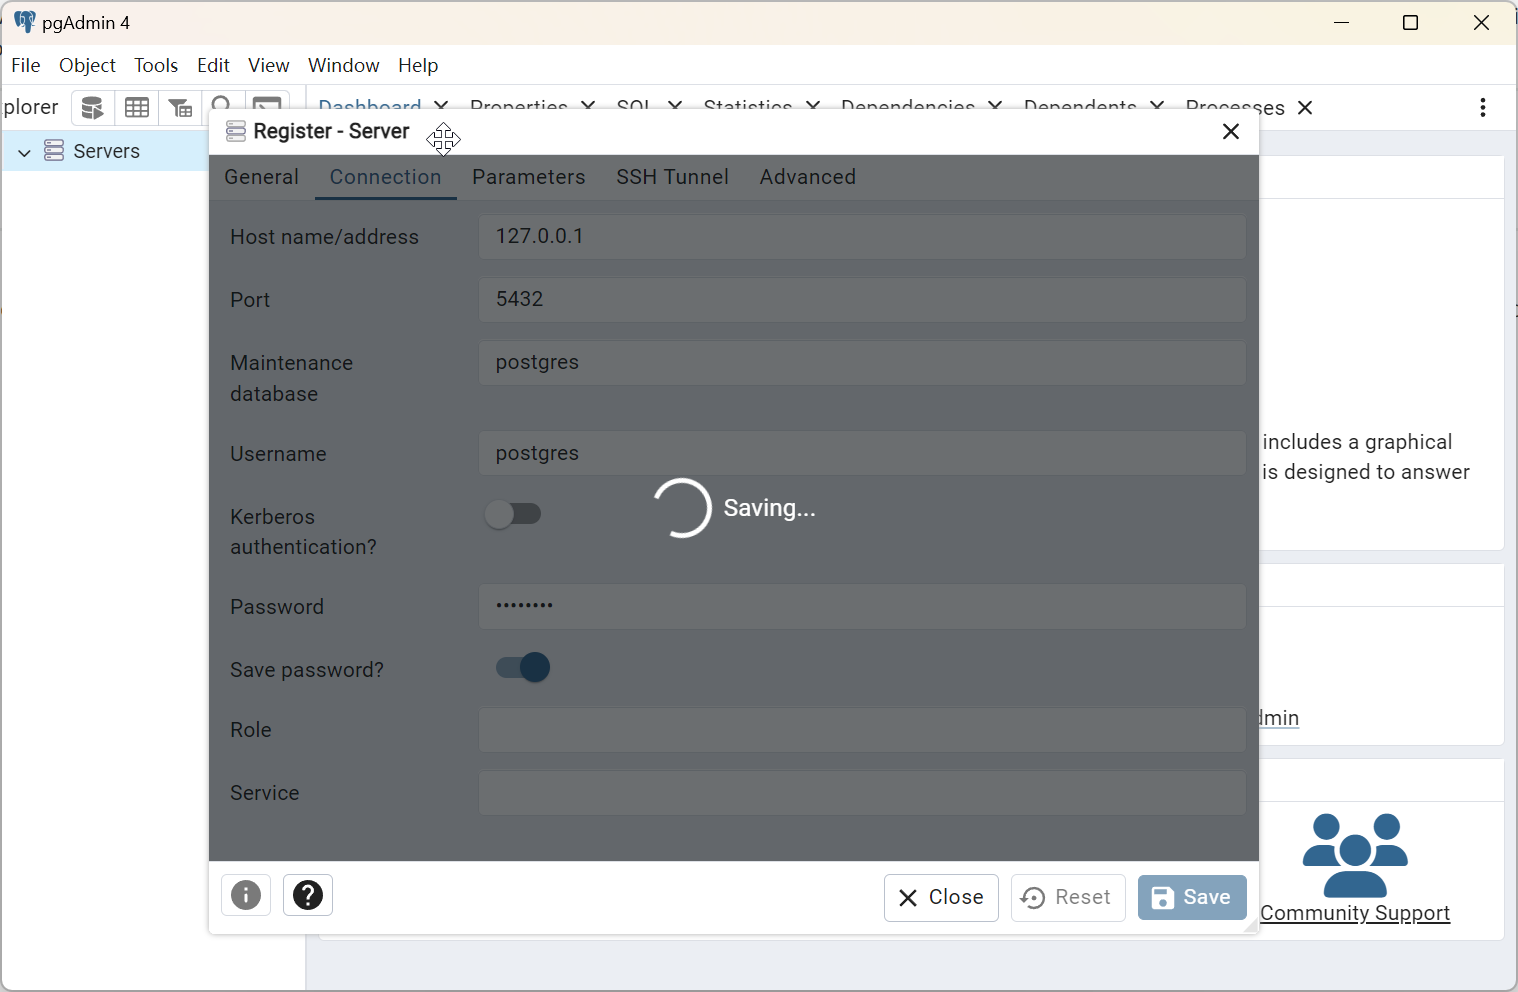 pgAdmin 4
File Object Tools Edit View Window Help
plorer
Dashboard Properties SQL Statistics Dependencies Dependents Processes
Servers
Register - Server
General Connection Parameters SSH Tunnel Advanced
Host name/address 127.0.0.1
Port 5432
Maintenance database postgres
Username postgres
Kerberos authentication?
Saving...
Password ••••••••
Save password?
Role
Service
Close Reset Save
includes a graphical
is designed to answer
dmin
Community Support